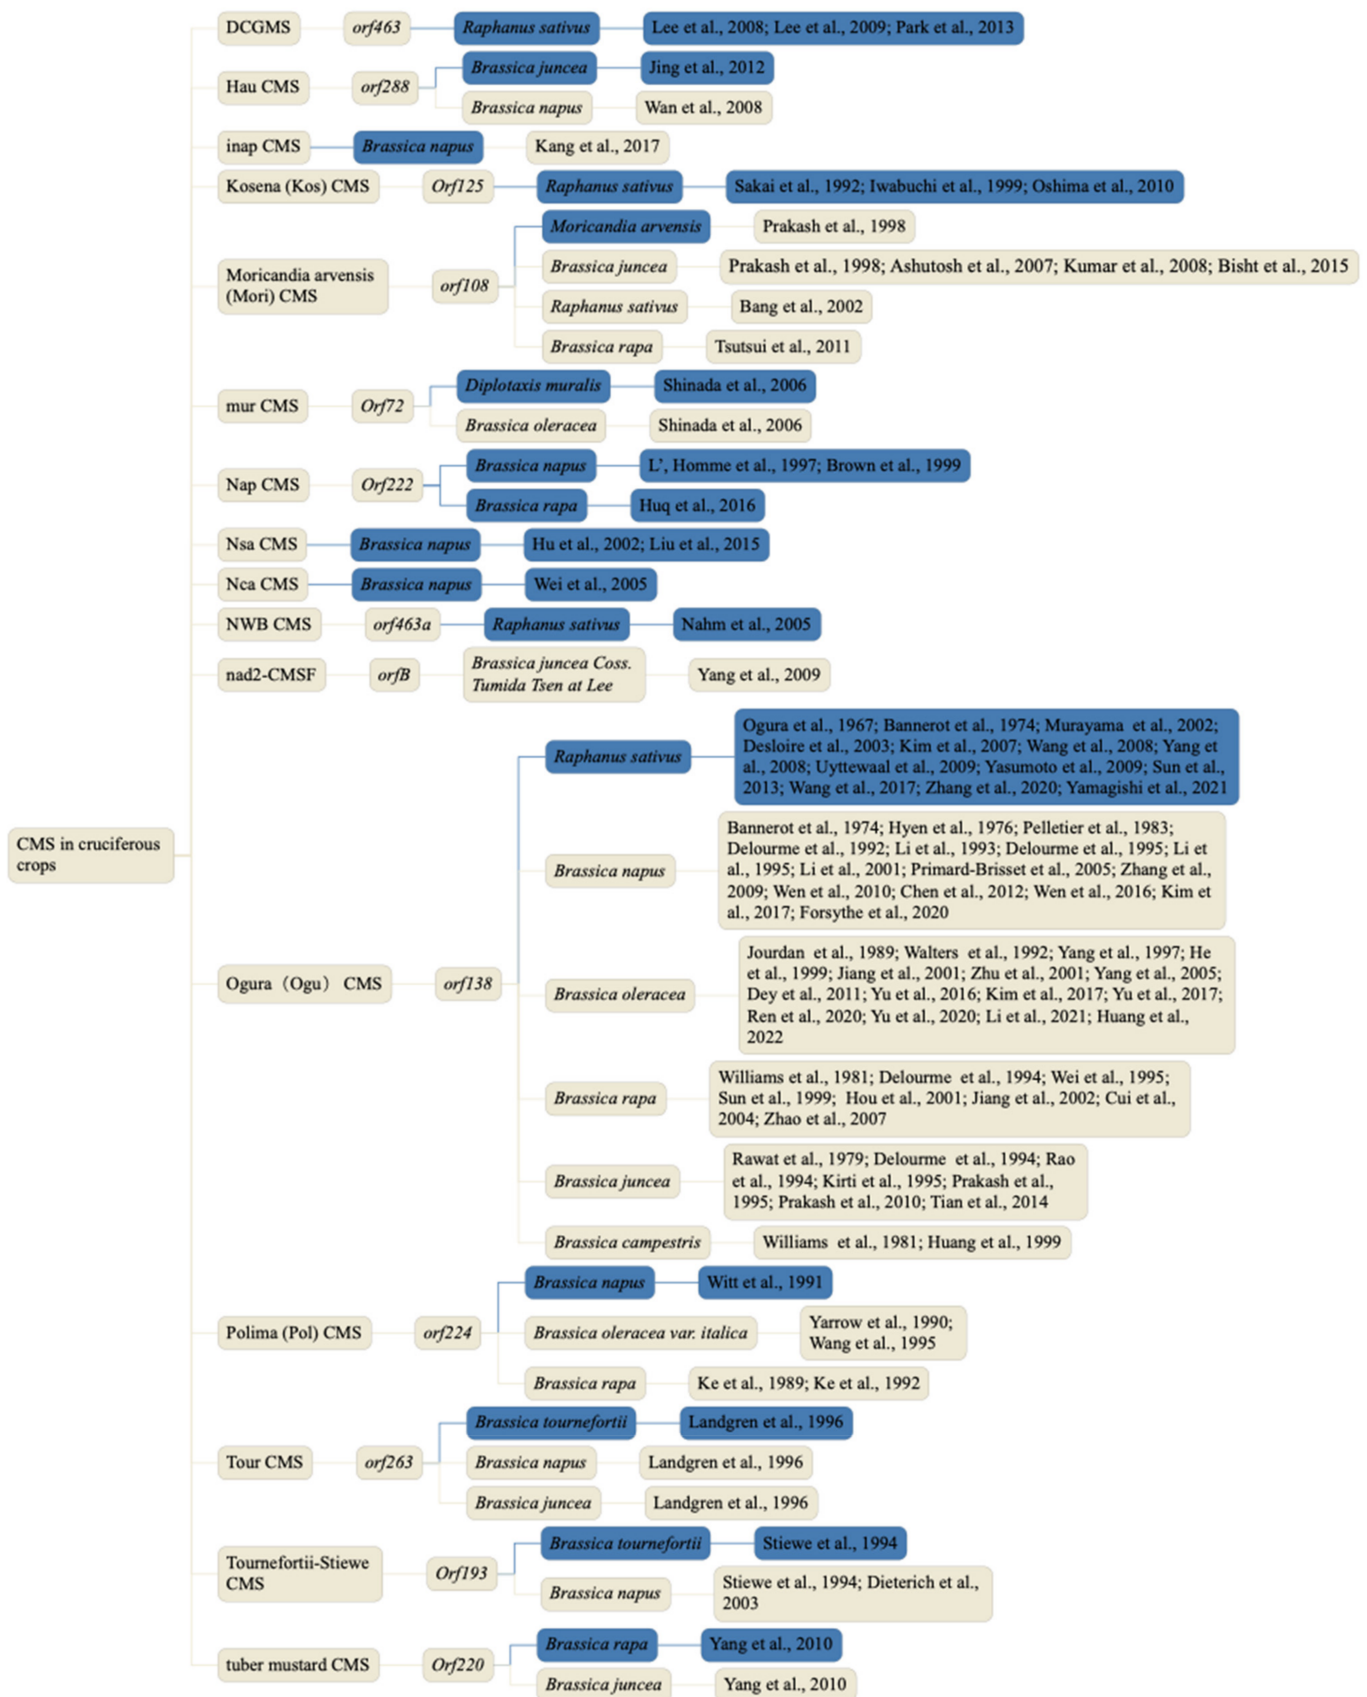 DCGMS
orf463
Raphanus sativus
Lee et al., 2008; Lee et al., 2009; Park et al., 2013
Hau CMS
orf288
Brassica juncea
Jing et al., 2012
Brassica napus
Wan et al., 2008
inap CMS
Brassica napus
Kang et al., 2017
Kosena (Kos) CMS
Orf125
Raphanus sativus
Sakai et al., 1992; Iwabuchi et al., 1999; Oshima et al., 2010
Moricandia arvensis
(Mori) CMS
orf108
Moricandia arvensis
Prakash et al., 1998
Brassica juncea
Prakash et al., 1998; Ashutosh et al., 2007; Kumar et al., 2008; Bisht et al., 2015
Raphanus sativus
Bang et al., 2002
Brassica rapa
Tsutsui et al., 2011
mur CMS
Orf72
Diplotaxis muralis
Shinada et al., 2006
Brassica oleracea
Shinada et al., 2006
Nap CMS
Orf222
Brassica napus
L’, Homme et al., 1997; Brown et al., 1999
Brassica rapa
Huq et al., 2016
Nsa CMS
Brassica napus
Hu et al., 2002; Liu et al., 2015
Nca CMS
Brassica napus
Wei et al., 2005
NWB CMS
orf463a
Raphanus sativus
Nahm et al., 2005
nad2-CMSF
orfB
Brassica juncea Coss.
Tumida Tsen at Lee
Yang et al., 2009
CMS in cruciferous
crops
Ogura（Ogu） CMS
orf138
Raphanus sativus
Ogura et al., 1967; Bannerot et al., 1974; Murayama et al., 2002;
Desloire et al., 2003; Kim et al., 2007; Wang et al., 2008; Yang et
al., 2008; Uyttewaal et al., 2009; Yasumoto et al., 2009; Sun et al.,
2013; Wang et al., 2017; Zhang et al., 2020; Yamagishi et al., 2021
Brassica napus
Bannerot et al., 1974; Hyen et al., 1976; Pelletier et al., 1983;
Delourme et al., 1992; Li et al., 1993; Delourme et al., 1995; Li et
al., 1995; Li et al., 2001; Primard-Brisset et al., 2005; Zhang et al.,
2009; Wen et al., 2010; Chen et al., 2012; Wen et al., 2016; Kim et
al., 2017; Forsythe et al., 2020
Brassica oleracea
Jourdan et al., 1989; Walters et al., 1992; Yang et al., 1997; He
et al., 1999; Jiang et al., 2001; Zhu et al., 2001; Yang et al., 2005;
Dey et al., 2011; Yu et al., 2016; Kim et al., 2017; Yu et al., 2017;
Ren et al., 2020; Yu et al., 2020; Li et al., 2021; Huang et al.,
2022
Brassica rapa
Williams et al., 1981; Delourme et al., 1994; Wei et al., 1995;
Sun et al., 1999; Hou et al., 2001; Jiang et al., 2002; Cui et al.,
2004; Zhao et al., 2007
Brassica juncea
Rawat et al., 1979; Delourme et al., 1994; Rao
et al., 1994; Kirti et al., 1995; Prakash et al.,
1995; Prakash et al., 2010; Tian et al., 2014
Brassica campestris
Williams et al., 1981; Huang et al., 1999
Polima (Pol) CMS
orf224
Brassica napus
Witt et al., 1991
Brassica oleracea var. italica
Yarrow et al., 1990;
Wang et al., 1995
Brassica rapa
Ke et al., 1989; Ke et al., 1992
Tour CMS
orf263
Brassica tournefortii
Landgren et al., 1996
Brassica napus
Landgren et al., 1996
Brassica juncea
Landgren et al., 1996
Tournefortii-Stiewe
CMS
Orf193
Brassica tournefortii
Stiewe et al., 1994
Brassica napus
Stiewe et al., 1994; Dieterich et al.,
2003
tuber mustard CMS
Orf220
Brassica rapa
Yang et al., 2010
Brassica juncea
Yang et al., 2010